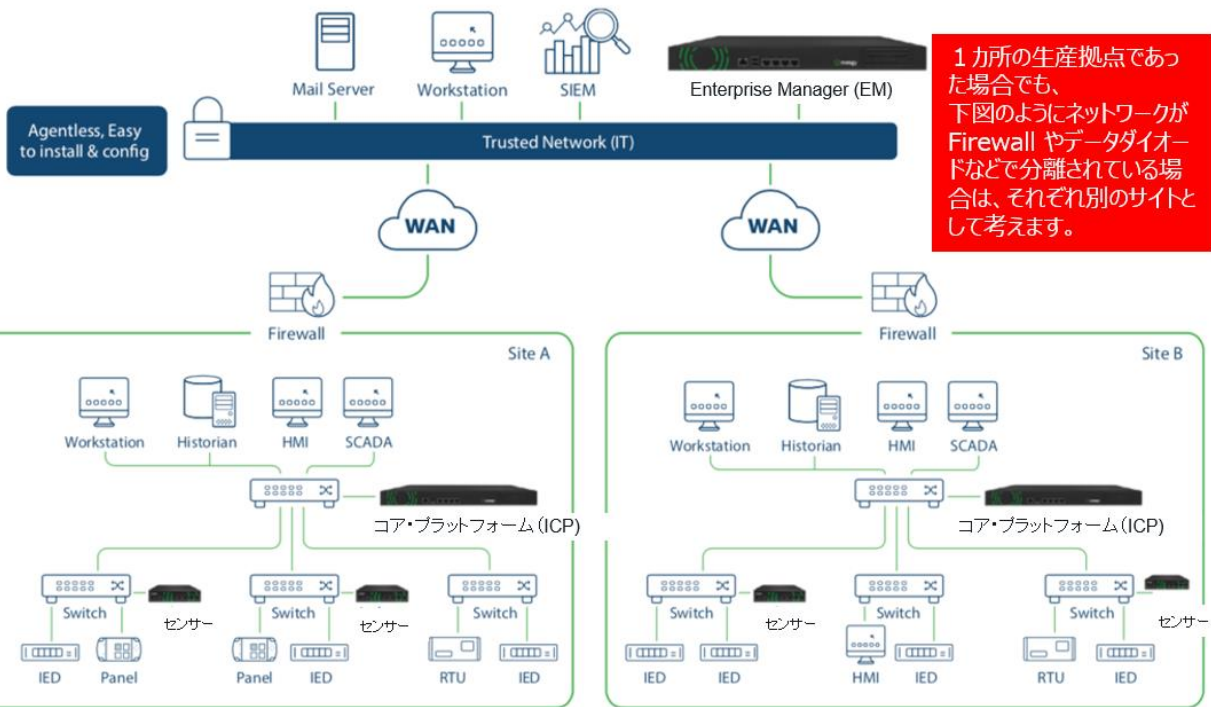 Mail Server
Workstation
SIEM
Enterprise Manager (EM)
１カ所の生産拠点であっ
た場合でも、
下図のようにネットワークが
Firewall やデータダイオー
ドなどで分離されている場
合は、それぞれ別のサイトと
して考えます。
Agentless, Easy
to install & config
Trusted Network (IT)
WAN
WAN
Firewall
Firewall
Site A
Workstation
Historian
HMI
SCADA
コア・プラットフォーム（ICP)
Switch
センサー
Switch
センサー
Switch
IED
Panel
Panel
IED
RTU
IED
Site B
Workstation
Historian
HMI
SCADA
コア・プラットフォーム（ICP)
Switch
センサー
Switch
Switch
センサー
IED
IED
HMI
IED
RTU
IED